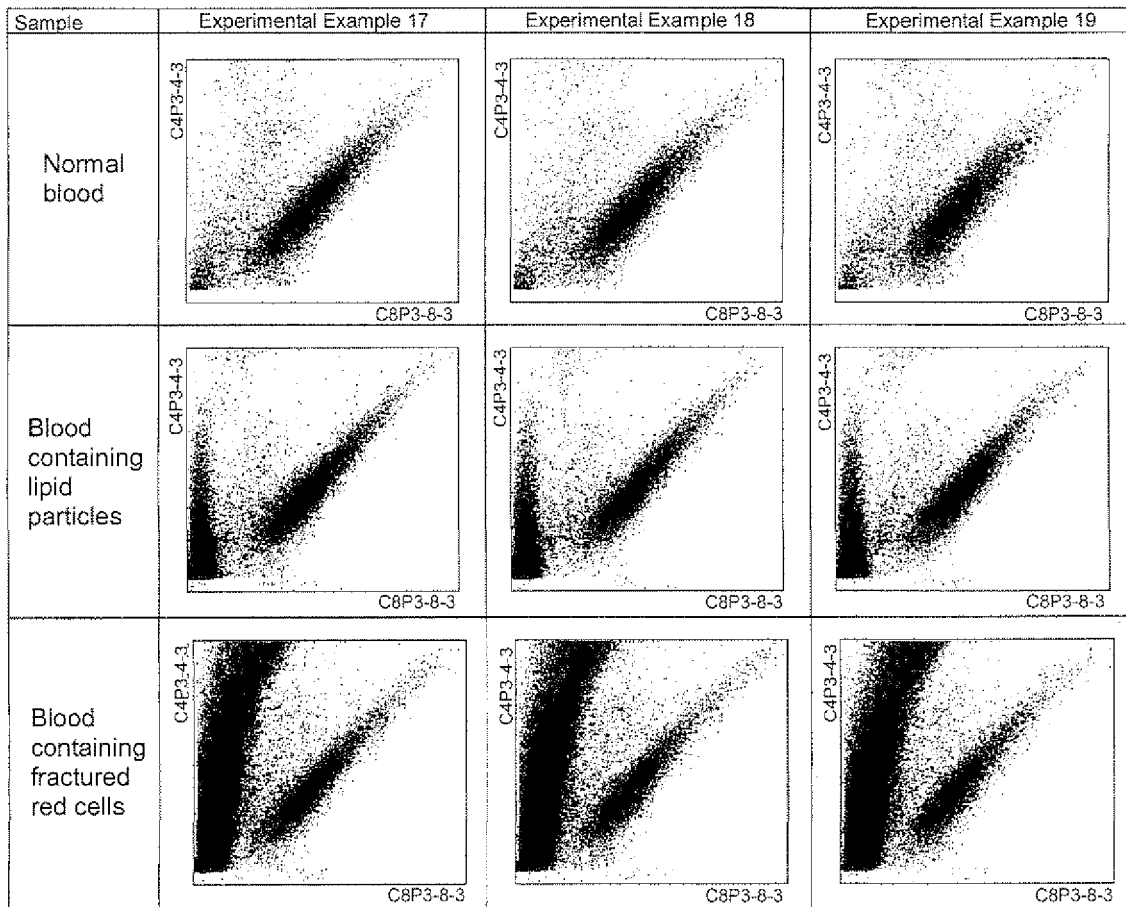 Sample
Experimental Example 17
Experimental Example 18
Experimental Example 19
Normal
blood
C4P3-4-3
C8P3-8-3
C4P3-4-3
C8P3-8-3
C4P3-4-3
C8P3-8-3
Blood
containing
lipid
particles
C4P3-4-3
C8P3-8-3
C4P3-4-3
C8P3-8-3
C4P3-4-3
C8P3-8-3
Blood
containing
fractured
red cells
C4P3-4-3
C8P3-8-3
C4P3-4-3
C8P3-8-3
C4P3-4-3
C8P3-8-3